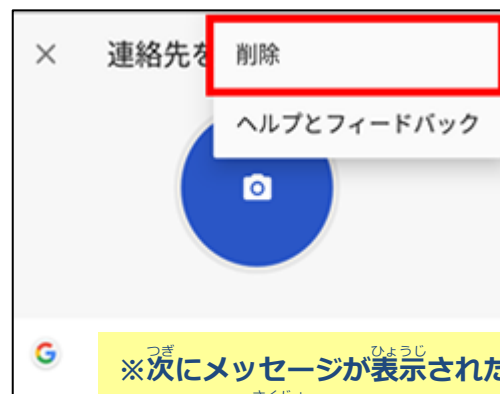 連絡先を
削除
ヘルプとフィードバック
つぎ ひょうじ
※次にメッセージが表示された